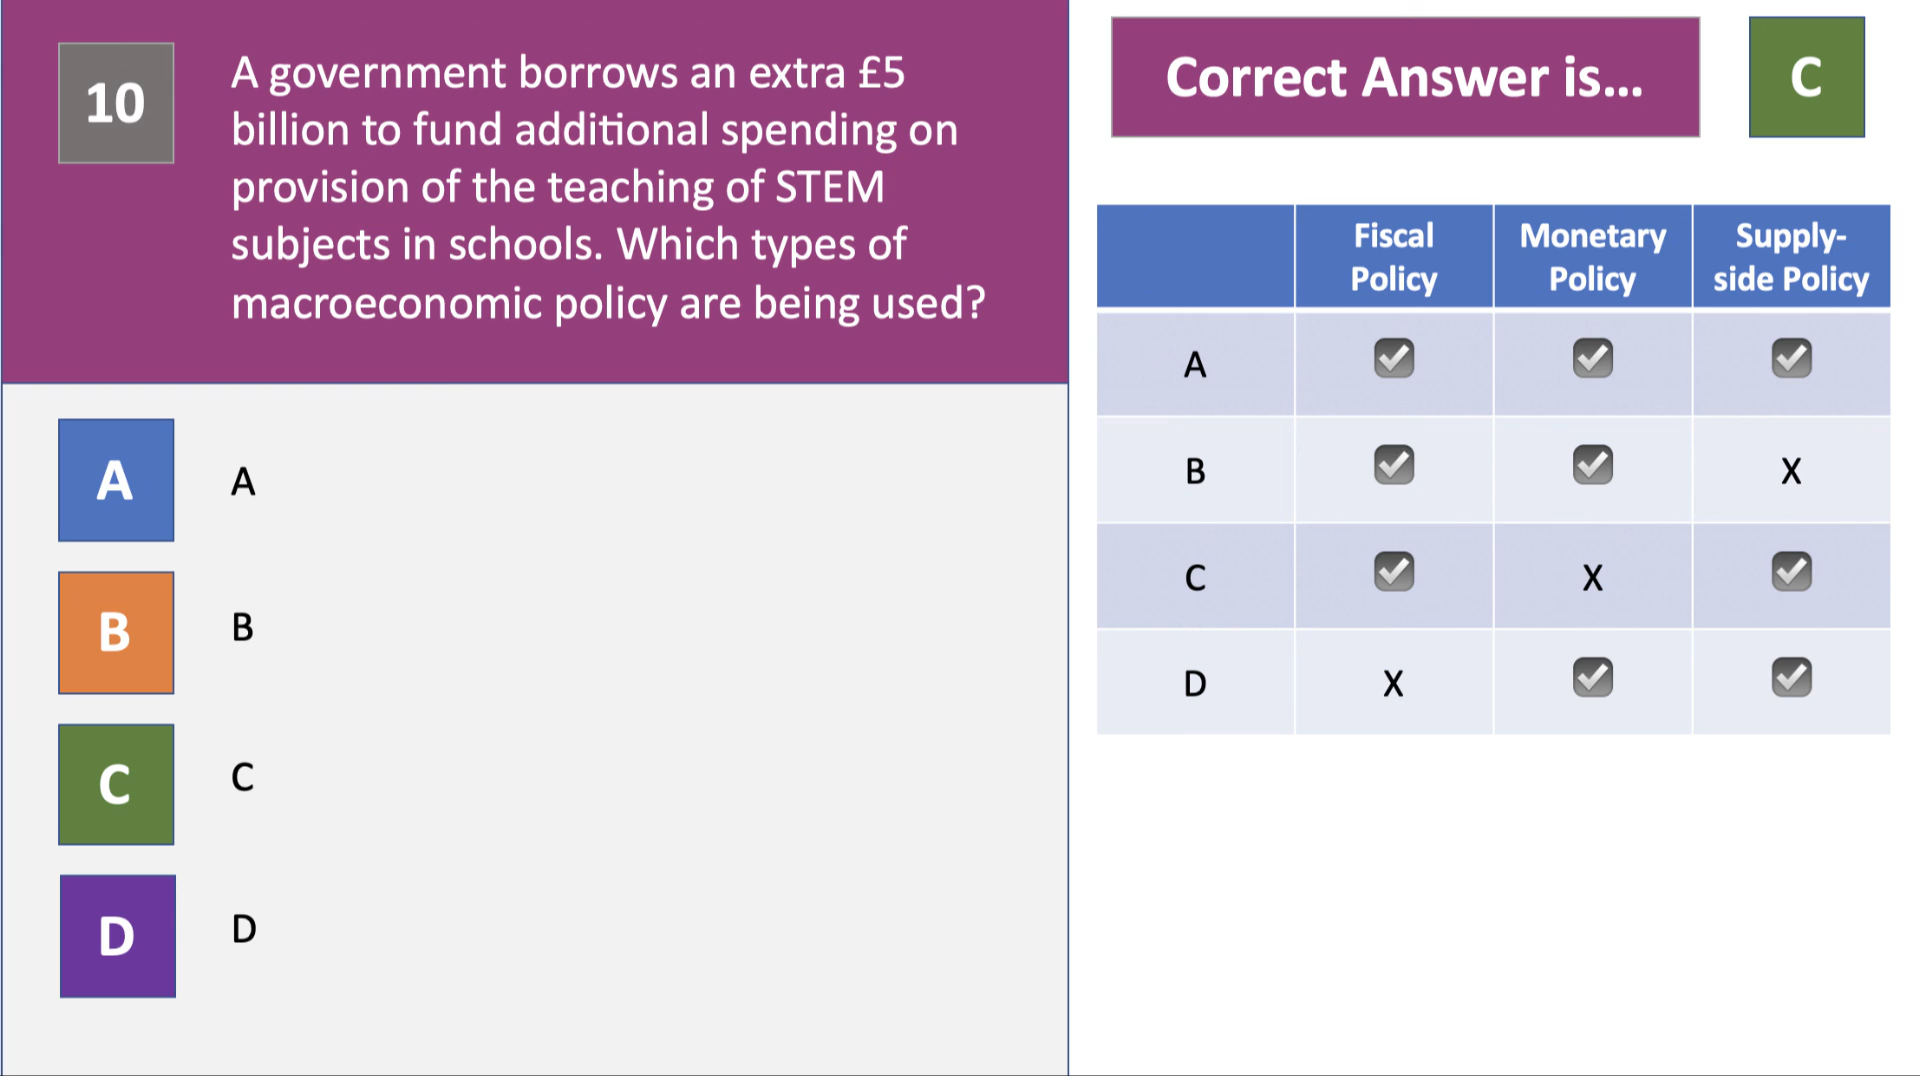 10
A government borrows an extra £5
billion to fund additional spending on
provision of the teaching of STEM
subjects in schools. Which types of
macroeconomic policy are being used?
A A
B B
C C
D D
Correct Answer is... C
Fiscal Policy Monetary Policy Supply-side Policy
A ✓ ✓ ✓
B ✓ ✓ X
C ✓ X ✓
D X ✓ ✓